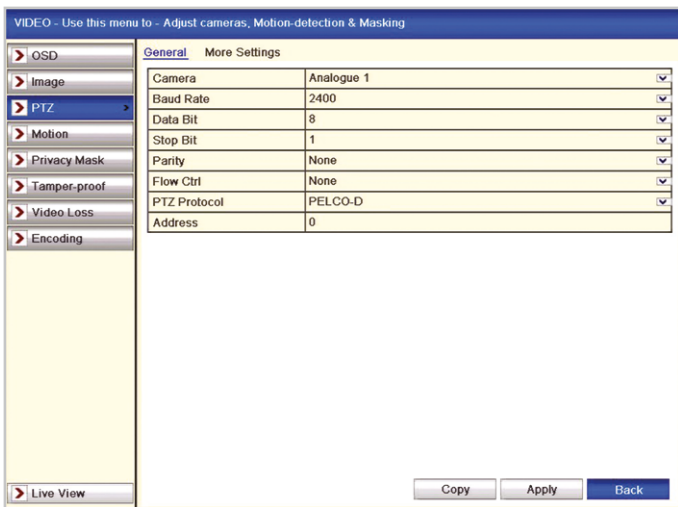 VIDEO - Use this menu to - Adjust cameras, Motion-detection & Masking
OSD
Image
PTZ
Motion
Privacy Mask
Tamper-proof
Video Loss
Encoding
Live View
General More Settings
Camera Analogue 1
Baud Rate 2400
Data Bit 8
Stop Bit 1
Parity None
Flow Ctrl None
PTZ Protocol PELCO-D
Address 0
Copy Apply Back